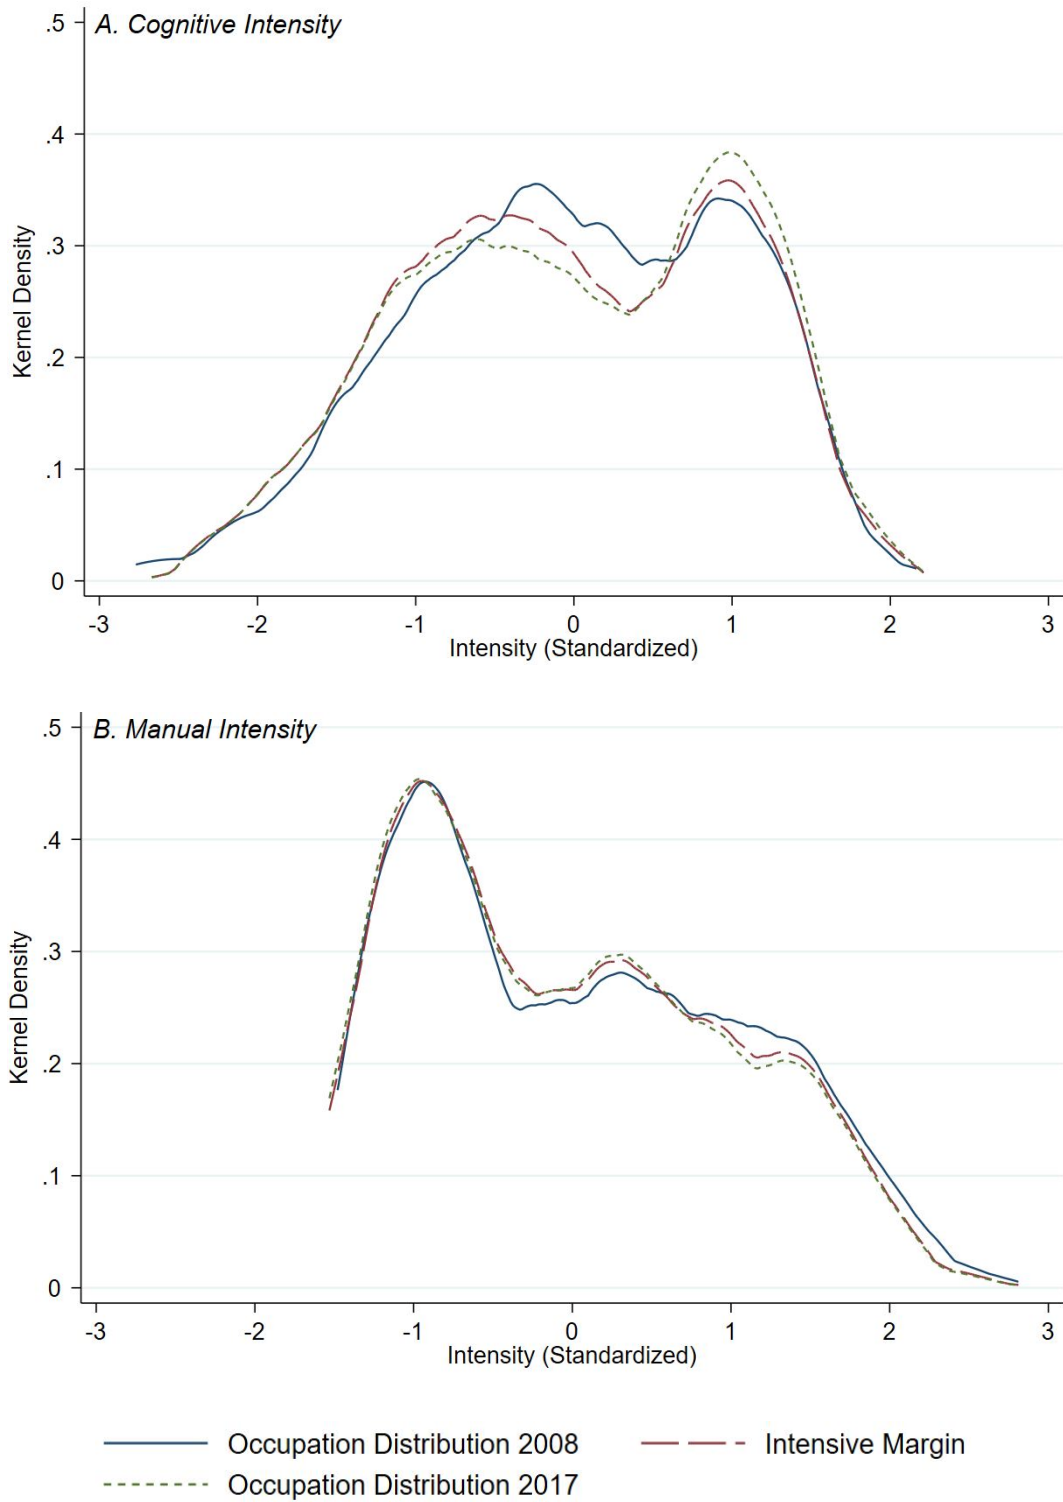 A. Cognitive Intensity
.5
.4
.3
.2
.1
0
Kernel Density
-3 -2 -1 0 1 2 3
Intensity (Standardized)
B. Manual Intensity
.5
.4
.3
.2
.1
0
Kernel Density
-3 -2 -1 0 1 2 3
Intensity (Standardized)
Occupation Distribution 2008 Intensive Margin
Occupation Distribution 2017